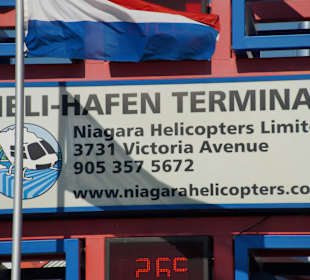 HELI-HAFEN TERMINA
Niagara Helicopters Limite
3731 Victoria Avenue
905 357 5672
www.niagarahelicopters.co
26°